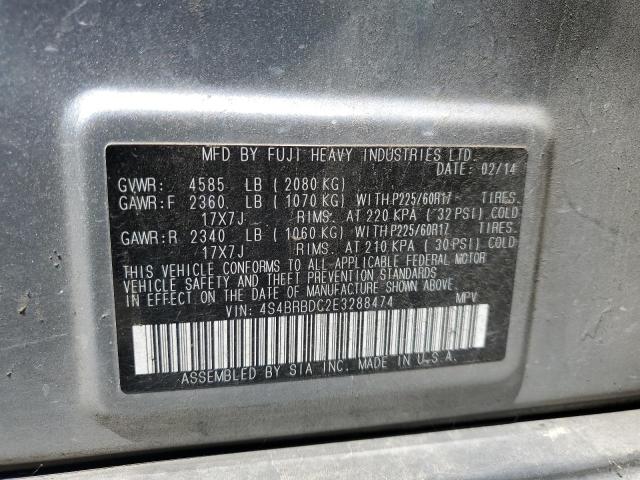 MFD BY FUJI HEAVY INDUSTRIES LTD.
DATE: 02/14
GVWR: 4585 LB (2080 KG)
GAWR:F 2360 LB (1070 KG) WITH P225/60R17 TIRES.
17X7J RIMS. AT 220 KPA (32 PSI) COLD
GAWR:R 2340 LB (1060 KG) WITH P225/60R17 TIRES.
17X7J RIMS. AT 210 KPA (30 PSI) COLD
THIS VEHICLE CONFORMS TO ALL APPLICABLE FEDERAL MOTOR
VEHICLE SAFETY AND THEFT PREVENTION STANDARDS
IN EFFECT ON THE DATE OF MANUFACTURE SHOWN ABOVE.
VIN: 4S4BRBDC2E3288474 MPV
ASSEMBLED BY SIA INC. MADE IN U.S.A.